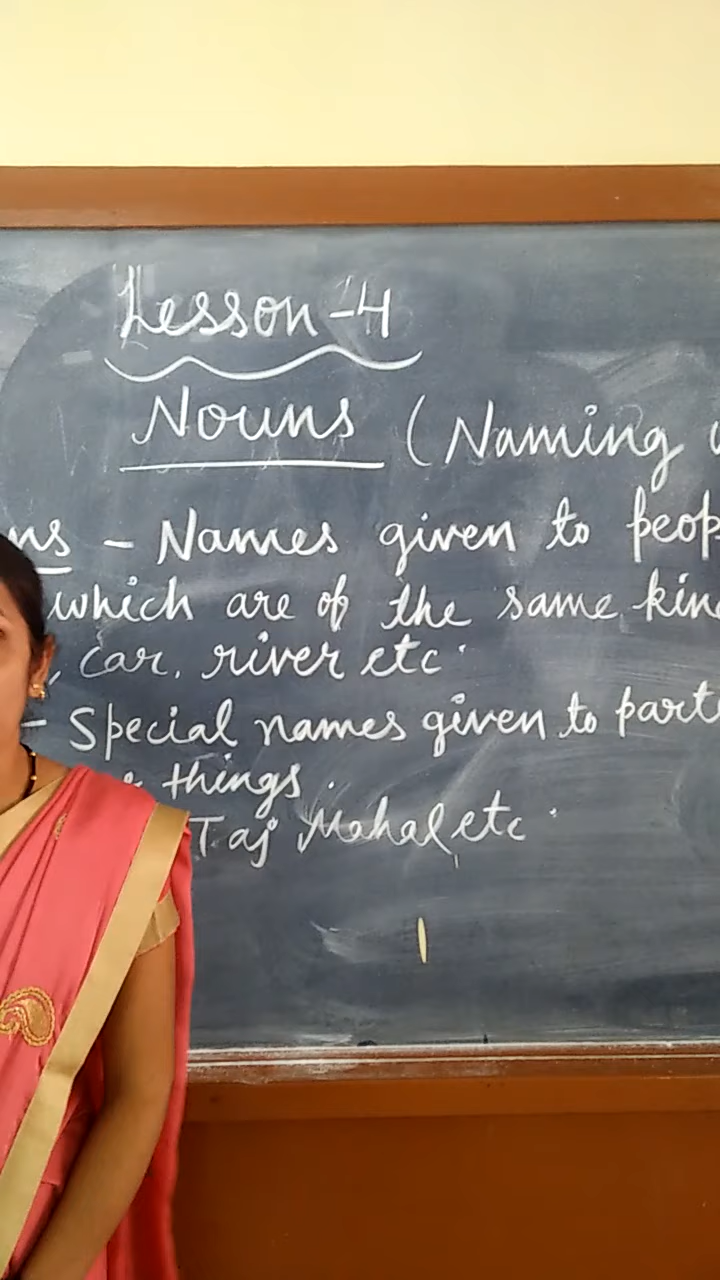 Lesson-4
Nouns (Naming
ns - Names given to peop
which are of the same kin
, car, river etc.
- Special names given to part
things.
Taj Mahal etc.